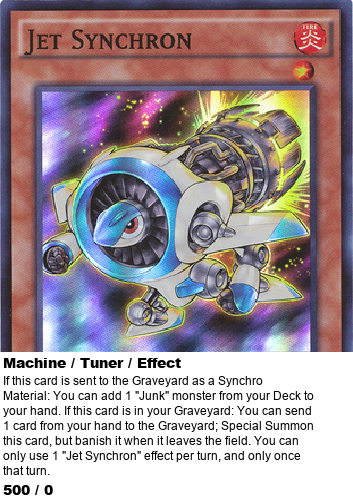 JET SYNCHRON
炎
Machine / Tuner / Effect
If this card is sent to the Graveyard as a Synchro
Material: You can add 1 "Junk" monster from your Deck to
your hand. If this card is in your Graveyard: You can send
1 card from your hand to the Graveyard; Special Summon
this card, but banish it when it leaves the field. You can
only use 1 "Jet Synchron" effect per turn, and only once
that turn.
500 / 0